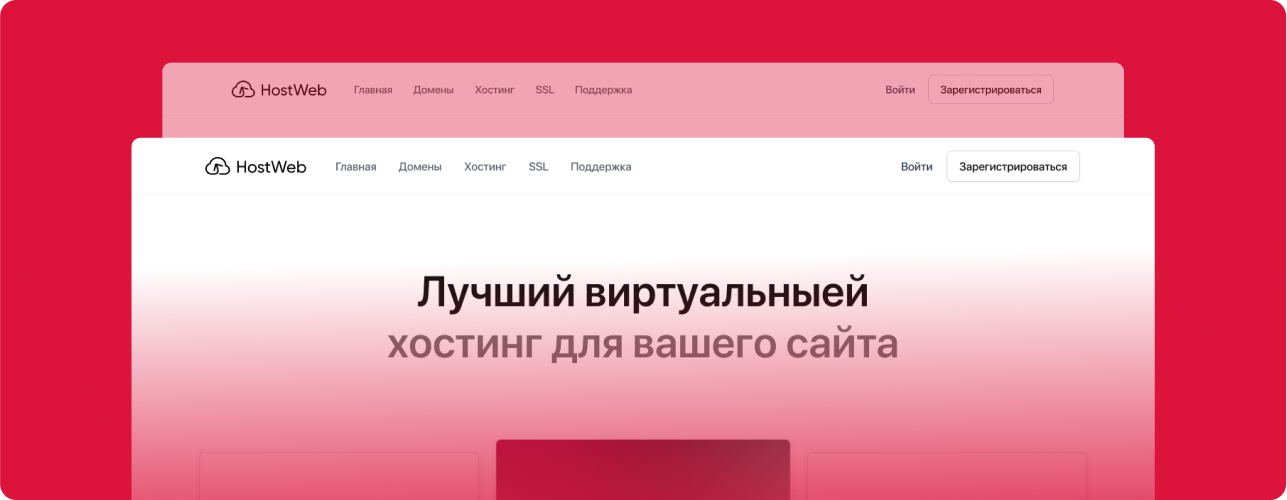 HostWeb Главная Домены Хостинг SSL Поддержка Войти Зарегистрироваться
HostWeb Главная Домены Хостинг SSL Поддержка Войти Зарегистрироваться
Лучший виртуальныей
хостинг для вашего сайта